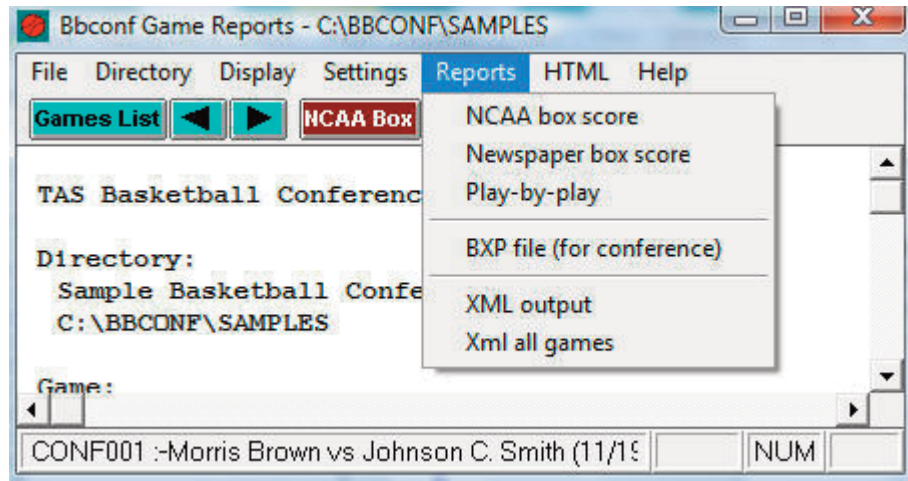 Bbconf Game Reports - C:\BBCONF\SAMPLES
File Directory Display Settings Reports HTML Help
Games List NCAA Box
NCAA box score
Newspaper box score
Play-by-play
BXP file (for conference)
XML output
Xml all games
TAS Basketball Conferenc
Directory:
Sample Basketball Confe
C:\BBCONF\SAMPLES
Game:
CONF001 :-Morris Brown vs Johnson C. Smith (11/19
NUM